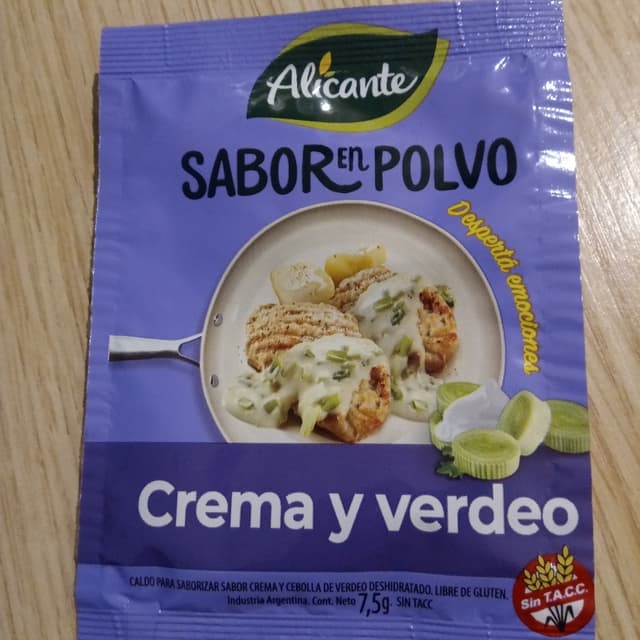 Alicante
SABOR en POLVO
Despertá emociones
Crema y verdeo
CALDO PARA SABORIZAR SABOR CREMA Y CEBOLLA DE VERDEO DESHIDRATADO. LIBRE DE GLUTEN.
Industria Argentina. Cont. Neto 7,5g. SIN TACC
Sin T.A.C.C.